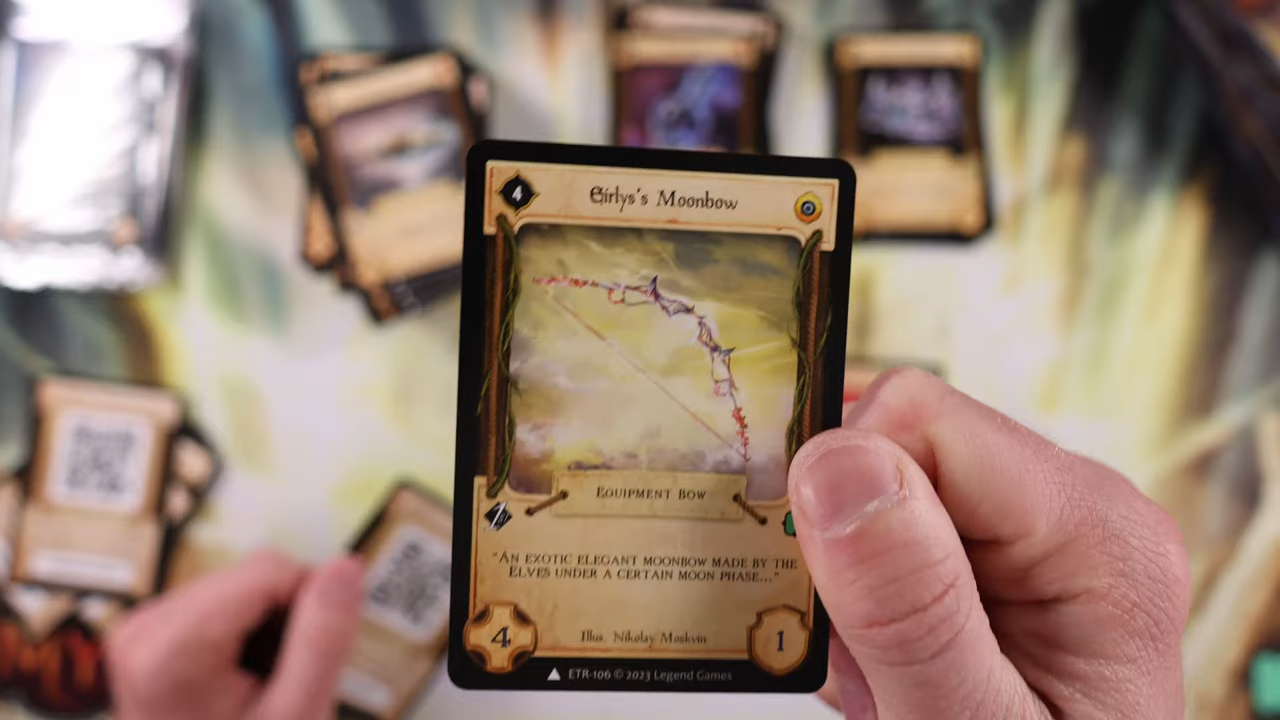 4
Eirlys's Moonbow
Equipment Bow
"An exotic elegant moonbow made by the
elves under a certain moon phase..."
4
Illus. Nikolay Moskvin
1
ETR-106 © 2023 Legend Games